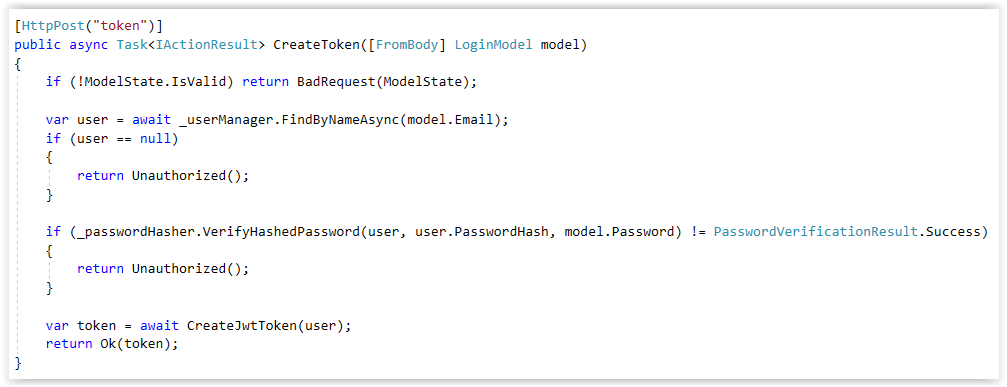 [HttpPost("token")]
public async Task<IActionResult> CreateToken([FromBody] LoginModel model)
{
    if (!ModelState.IsValid) return BadRequest(ModelState);

    var user = await _userManager.FindByNameAsync(model.Email);
    if (user == null)
    {
        return Unauthorized();
    }

    if (_passwordHasher.VerifyHashedPassword(user, user.PasswordHash, model.Password) != PasswordVerificationResult.Success)
    {
        return Unauthorized();
    }

    var token = await CreateJwtToken(user);
    return Ok(token);
}